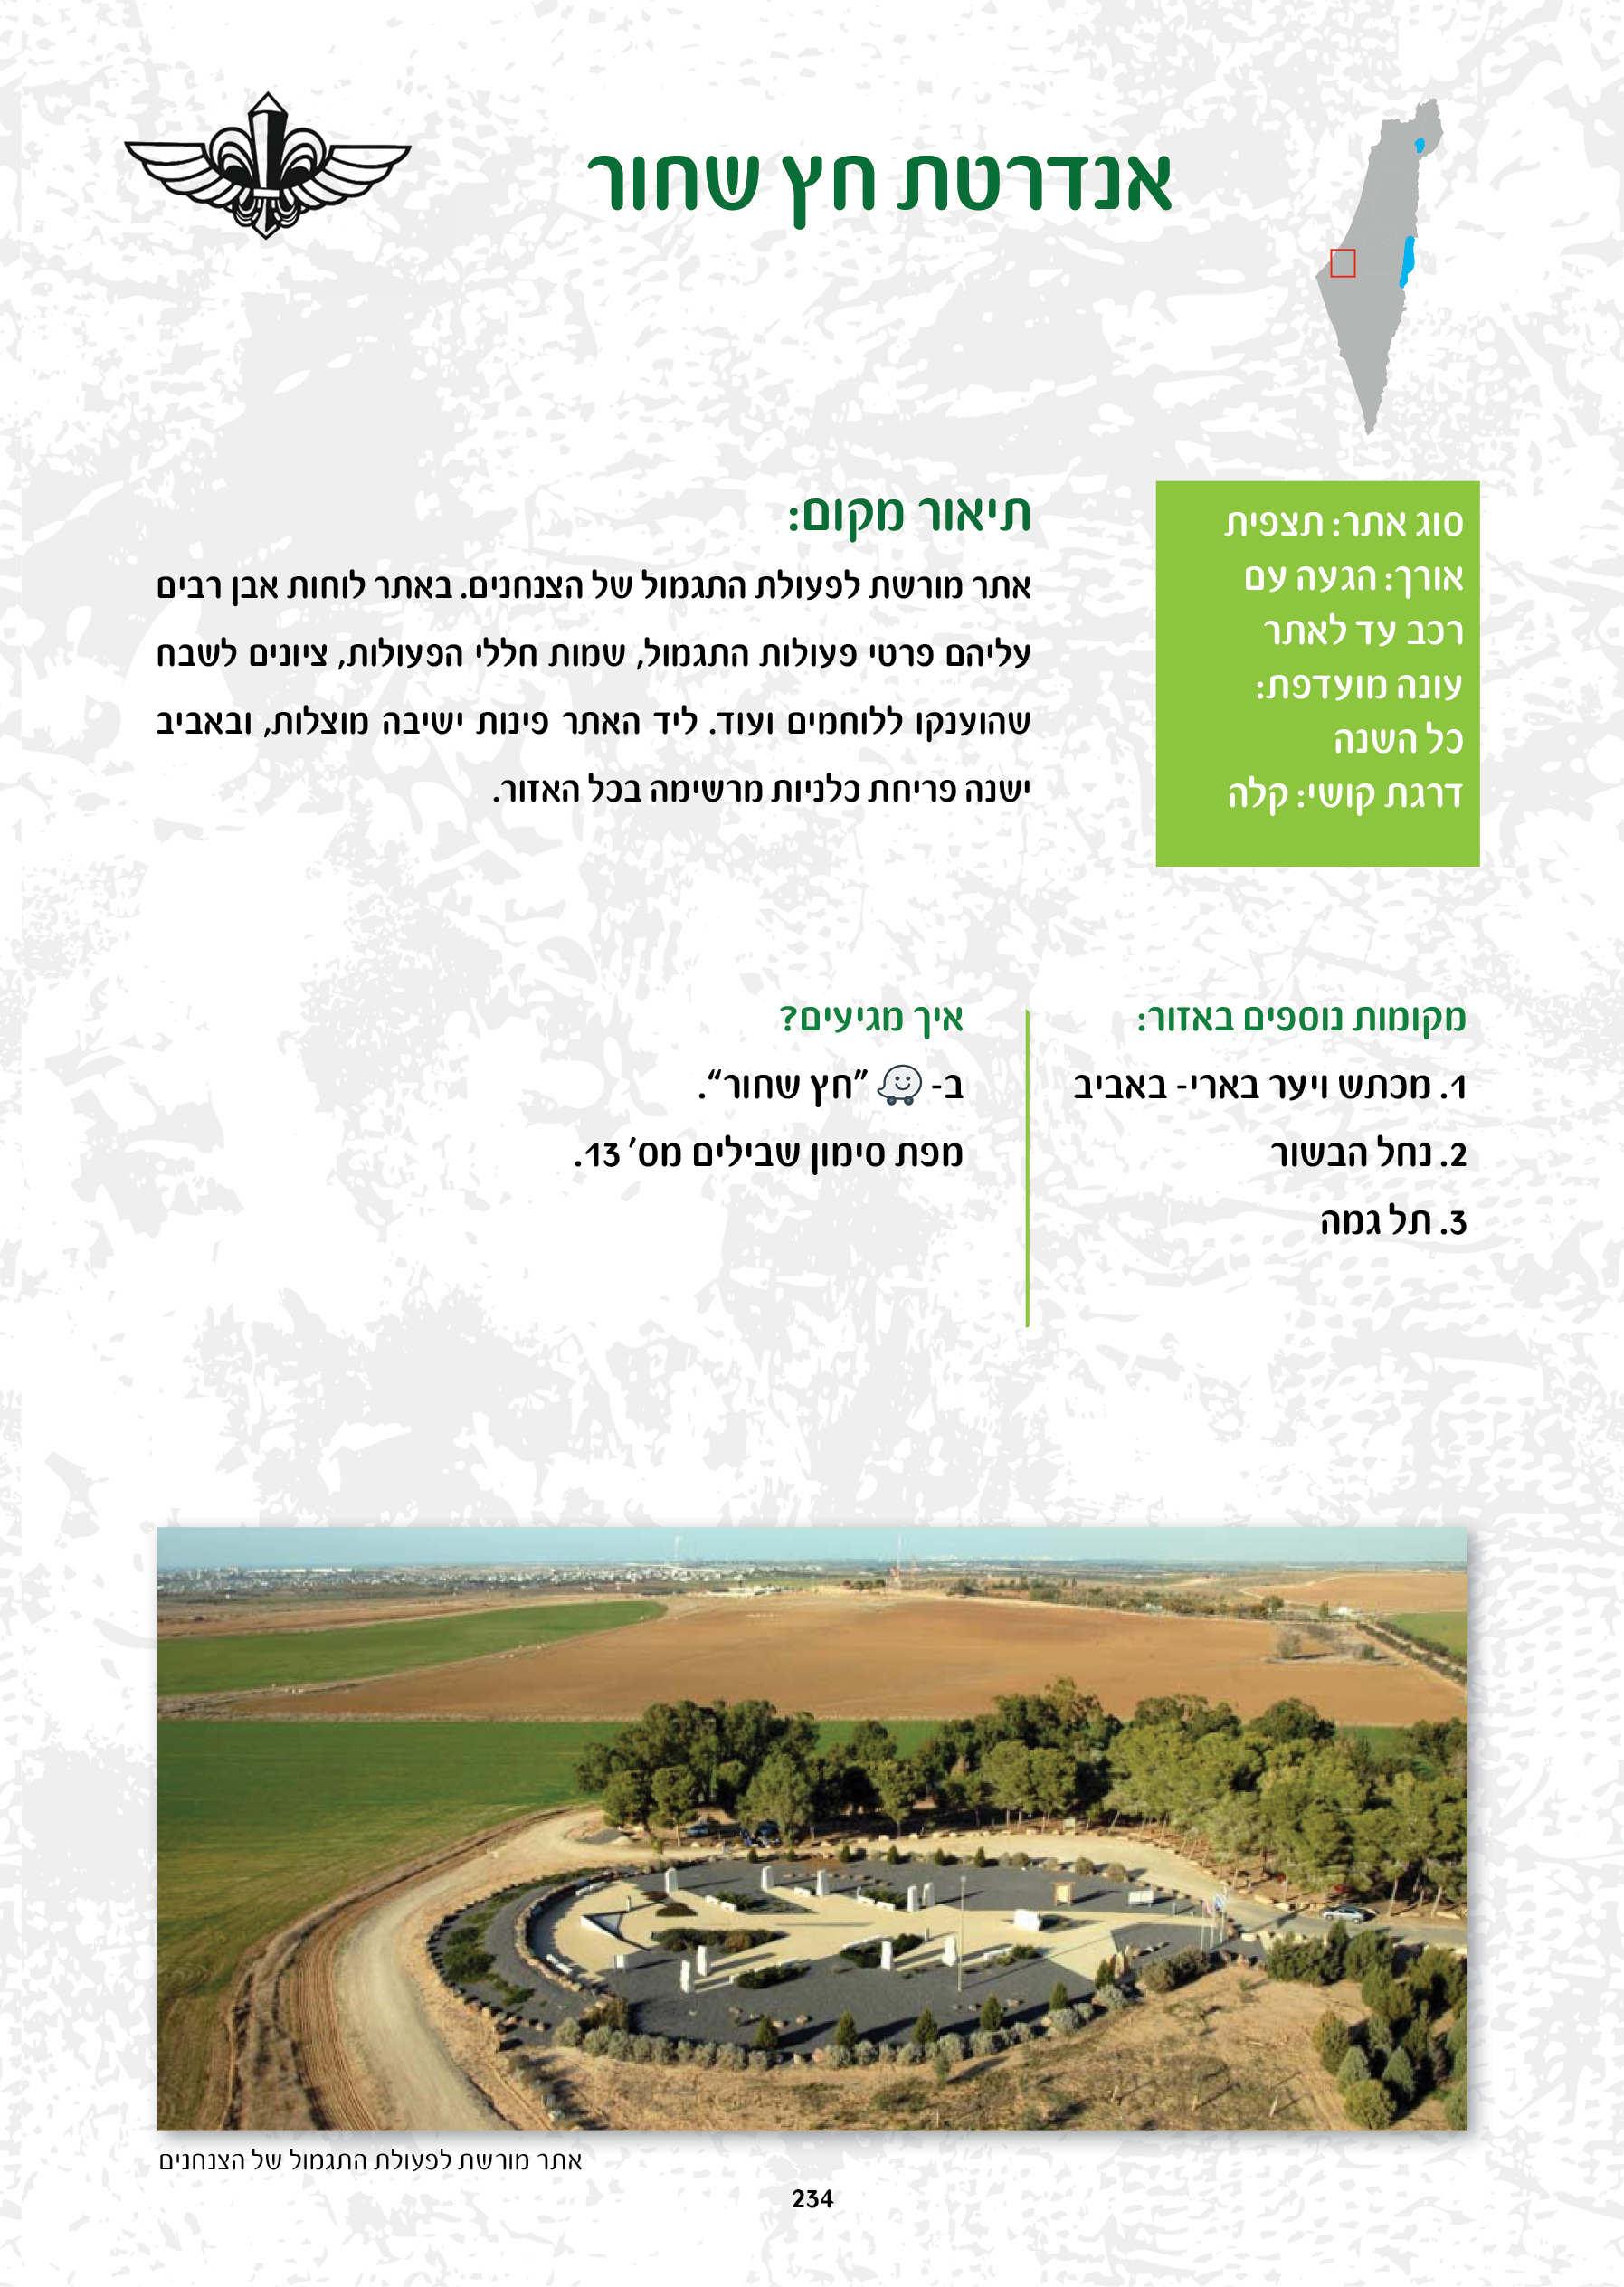 אנדרטת חץ שחור
סוג אתר: תצפית
אורך: הגעה עם
רכב עד לאתר
עונה מועדפת:
כל השנה
דרגת קושי: קלה
תיאור מקום:
אתר מורשת לפעולת התגמול של הצנחנים. באתר לוחות אבן רבים
עליהם פרטי פעולות התגמול, שמות חללי הפעולות, ציונים לשבח
שהוענקו ללוחמים ועוד. ליד האתר פינות ישיבה מוצלות, ובאביב
ישנה פריחת כלניות מרשימה בכל האזור.
מקומות נוספים באזור:
1. מכתש ויער בארי- באביב
2. נחל הבשור
3. תל גמה
איך מגיעים?
ב- "חץ שחור".
מפת סימון שבילים מס' 13.
אתר מורשת לפעולת התגמול של הצנחנים
234